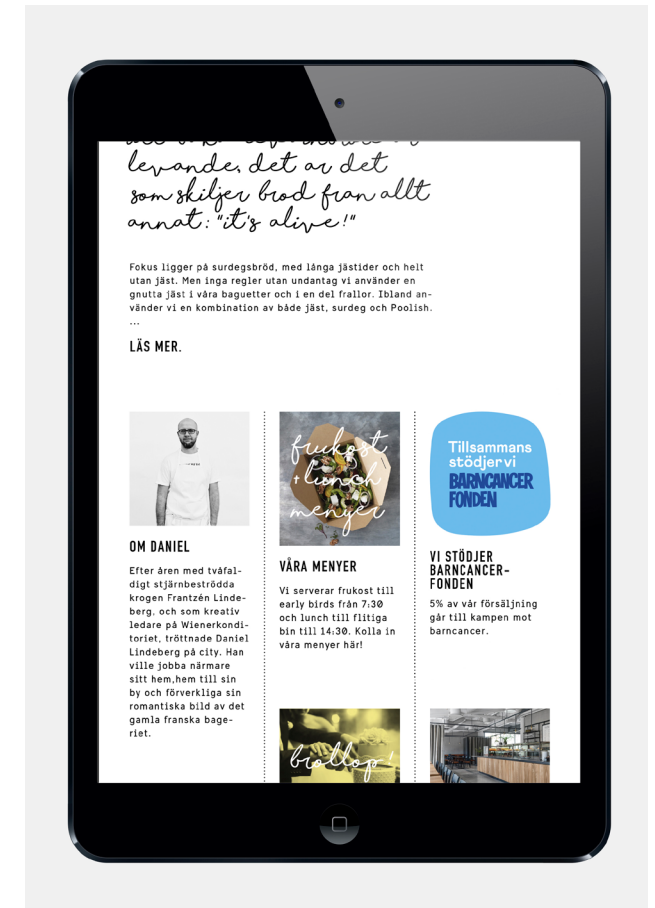 levande, det är det
som skiljer bröd från allt
annat: "it's alive!"
Fokus ligger på surdegsbröd, med långa jästider och helt
utan jäst. Men inga regler utan undantag vi använder en
gnutta jäst i våra baguetter och i en del frallor. Ibland an-
vänder vi en kombination av både jäst, surdeg och Poolish.
...
LÄS MER.
OM DANIEL
Efter åren med tvåfal-
digt stjärnbeströdda
krogen Frantzén Linde-
berg, och som kreativ
ledare på Wienerkondi-
toriet, tröttnade Daniel
Lindeberg på city. Han
ville jobba närmare
sitt hem,hem till sin
by och förverkliga sin
romantiska bild av det
gamla franska bage-
riet.
frukost
+ lunch
menyer
VÅRA MENYER
Vi serverar frukost till
early birds från 7:30
och lunch till flitiga
bin till 14:30. Kolla in
våra menyer här!
bröllop!
Tillsammans
stödjer vi
BARNCANCER
FONDEN
VI STÖDJER
BARNCANCER-
FONDEN
5% av vår försäljning
går till kampen mot
barncancer.